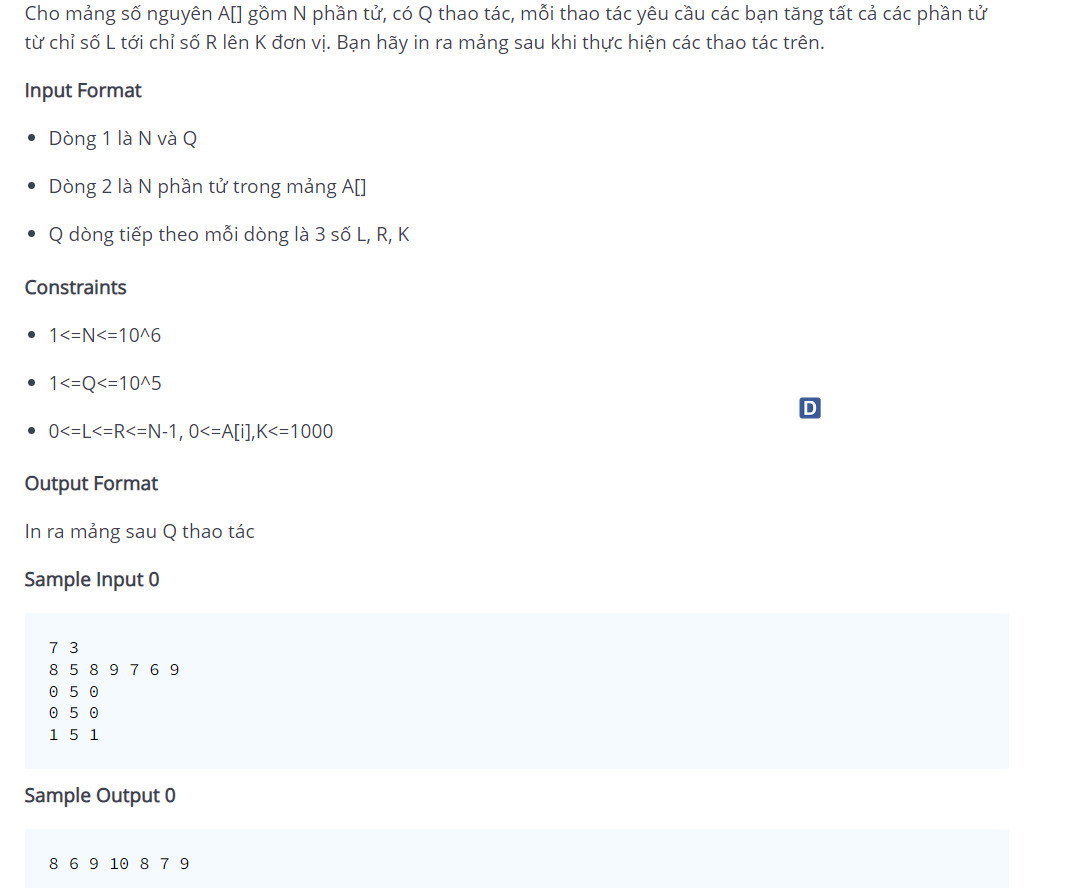 Cho mảng số nguyên A[] gồm N phần tử, có Q thao tác, mỗi thao tác yêu cầu các bạn tăng tất cả các phần tử
từ chỉ số L tới chỉ số R lên K đơn vị. Bạn hãy in ra mảng sau khi thực hiện các thao tác trên.
Input Format
• Dòng 1 là N và Q
• Dòng 2 là N phần tử trong mảng A[]
• Q dòng tiếp theo mỗi dòng là 3 số L, R, K
Constraints
• 1<=N<=10^6
• 1<=Q<=10^5
D
• 0<=L<=R<=N-1, 0<=A[i],K<=1000
Output Format
In ra mảng sau Q thao tác
Sample Input 0
7 3
8 5 8 9 7 6 9
0 5 0
0 5 0
1 5 1
Sample Output 0
8 6 9 10 8 7 9